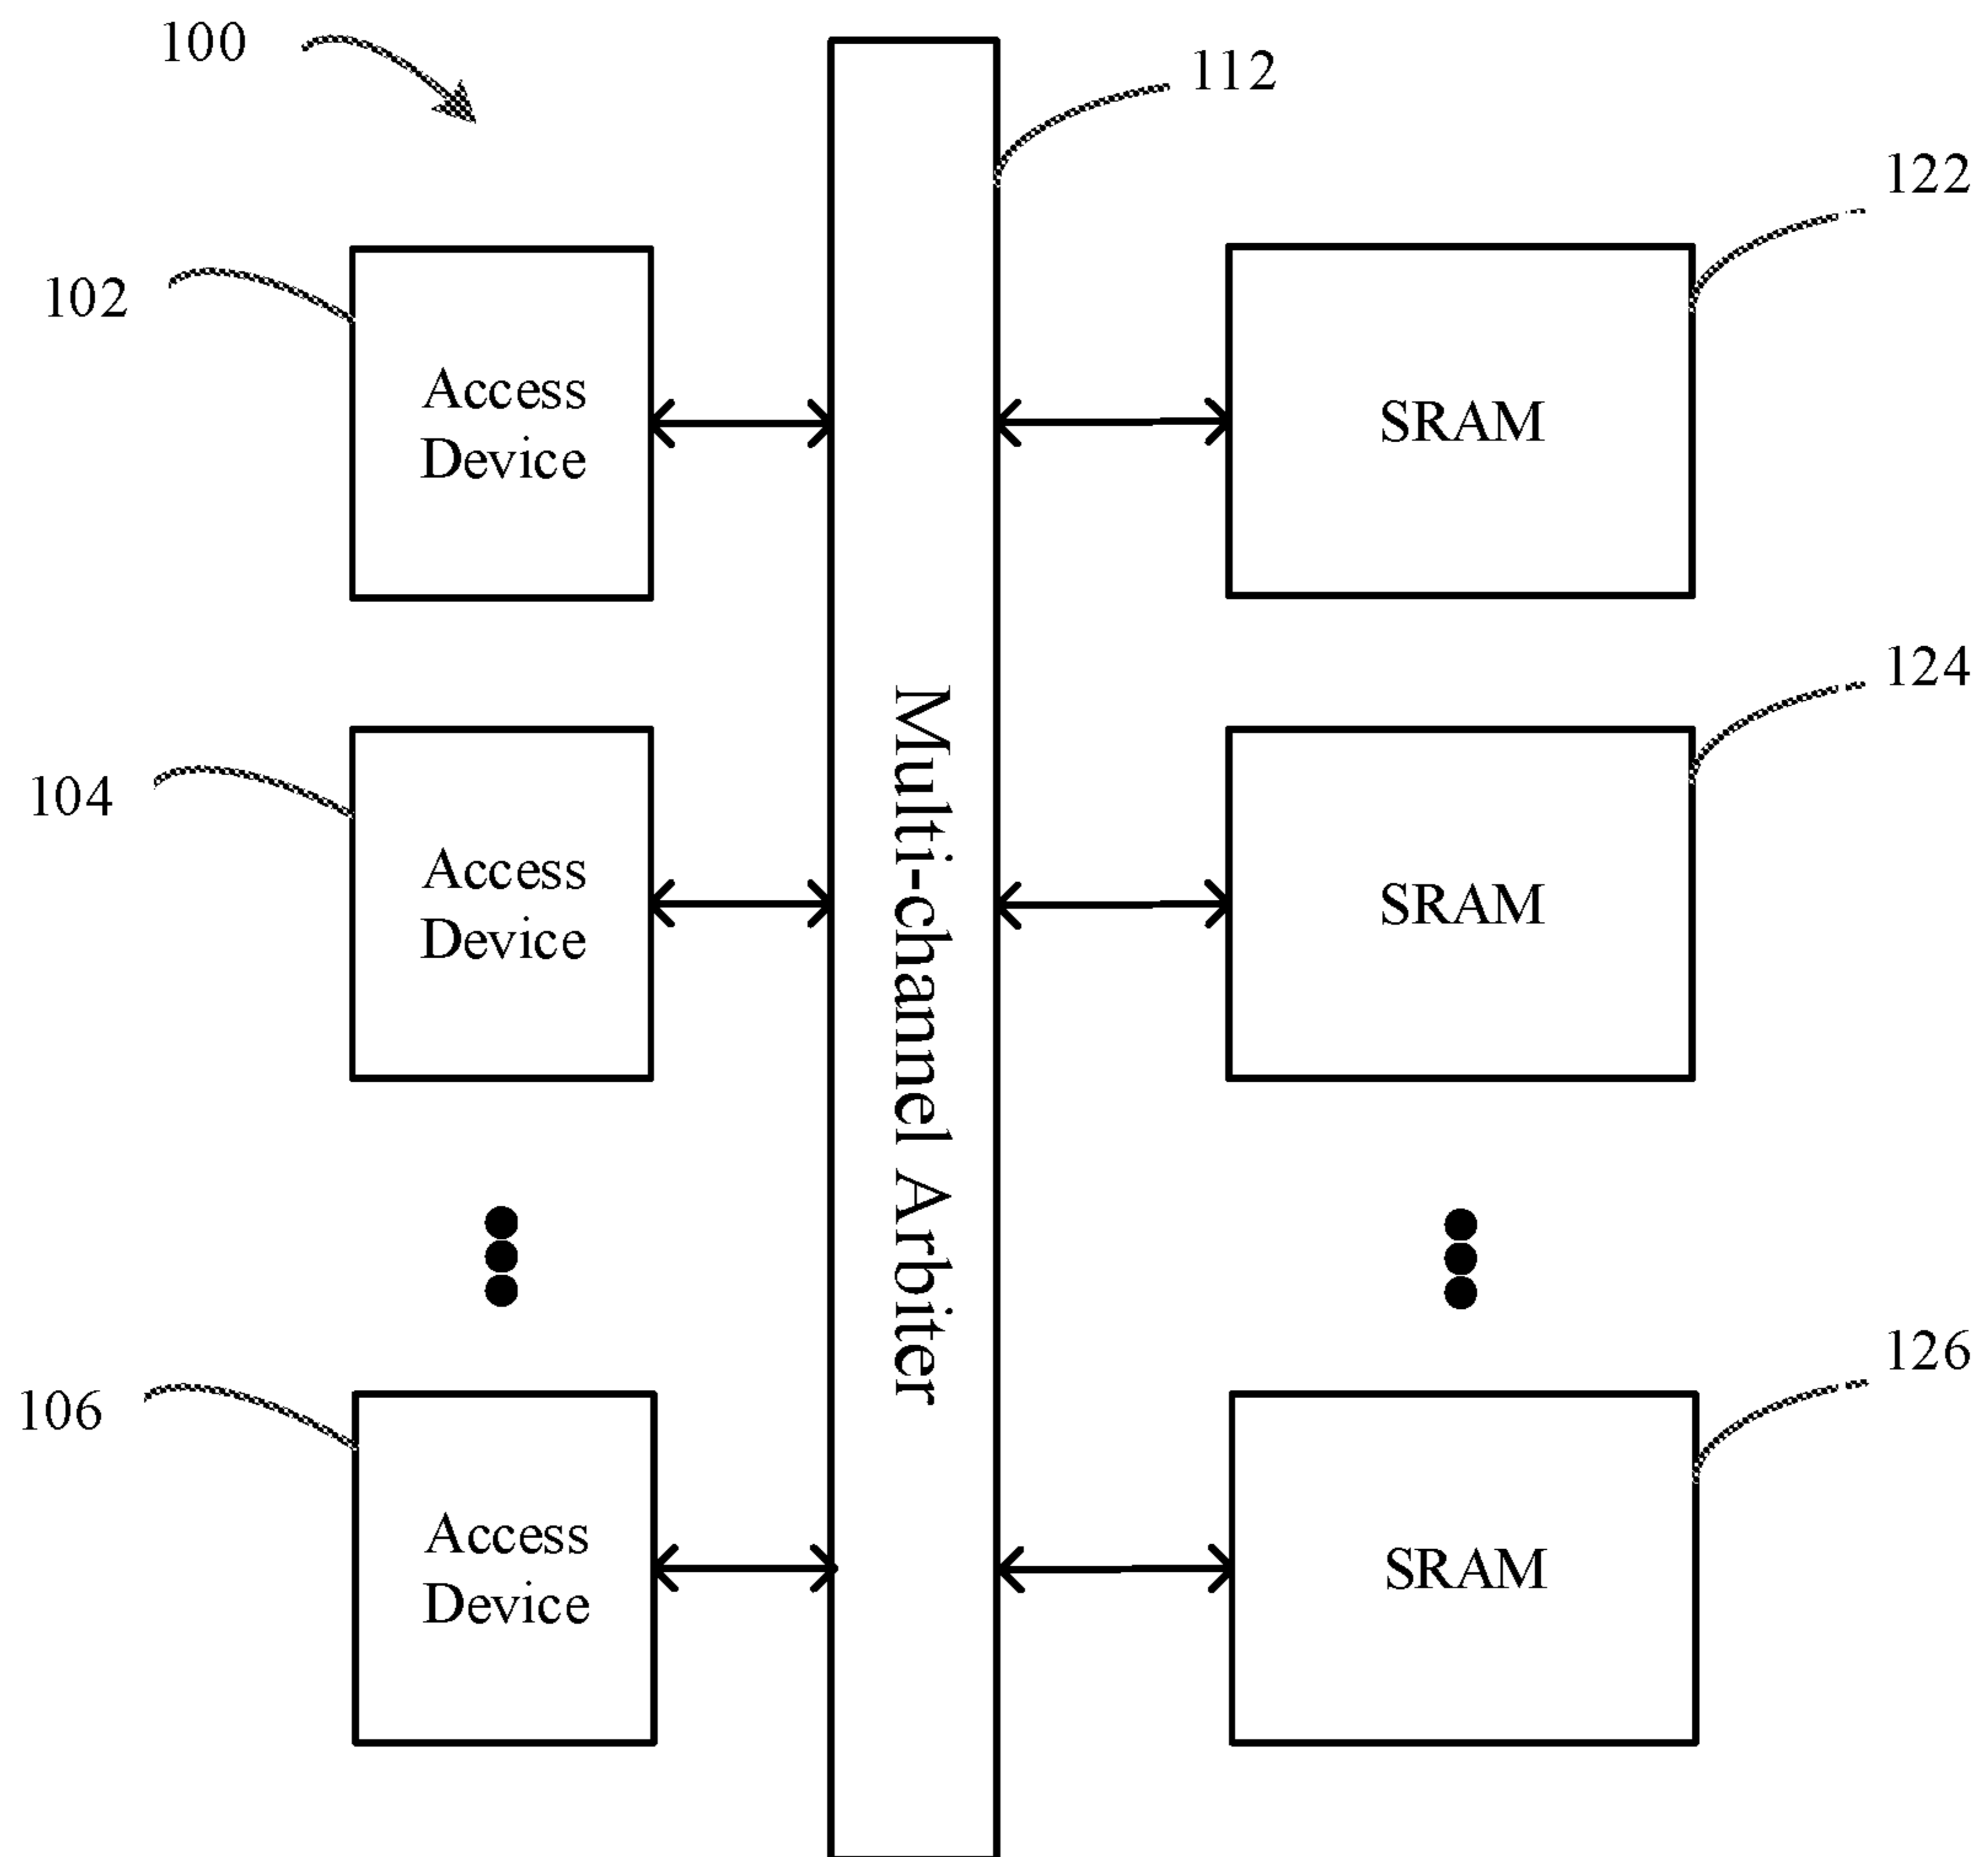 100
112
122
102
Access
Device
SRAM
124
104
Access
Device
SRAM
Multi-channel Arbiter
126
106
Access
Device
SRAM